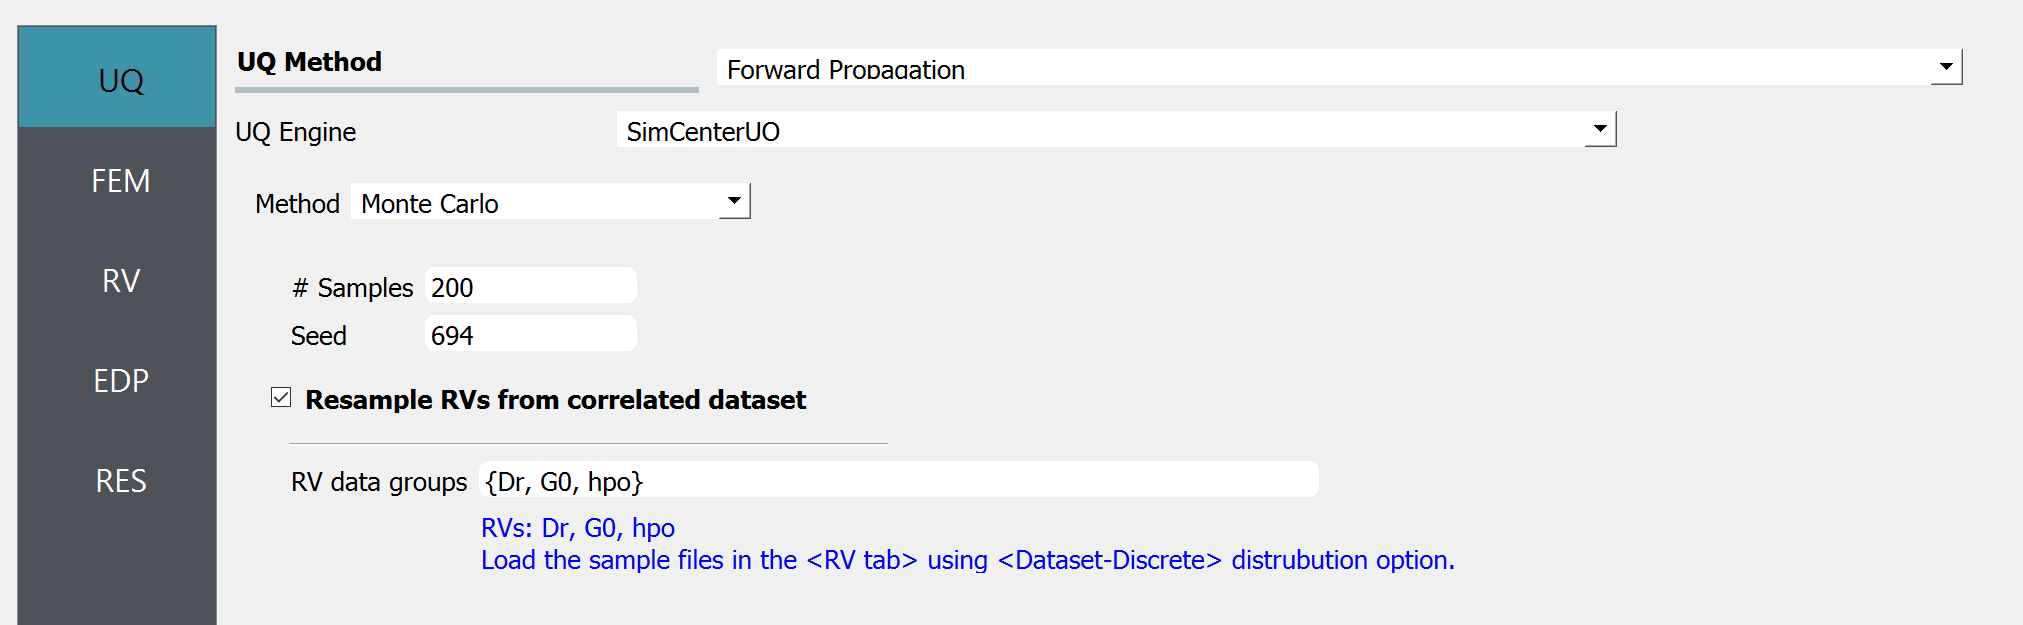 UQ
FEM
RV
EDP
RES
UQ Method
Forward Propagation
UQ Engine
SimCenterUQ
Method
Monte Carlo
# Samples
200
Seed
694
Resample RVs from correlated dataset
RV data groups
{Dr, G0, hpo}
RVs: Dr, G0, hpo
Load the sample files in the <RV tab> using <Dataset-Discrete> distrubution option.